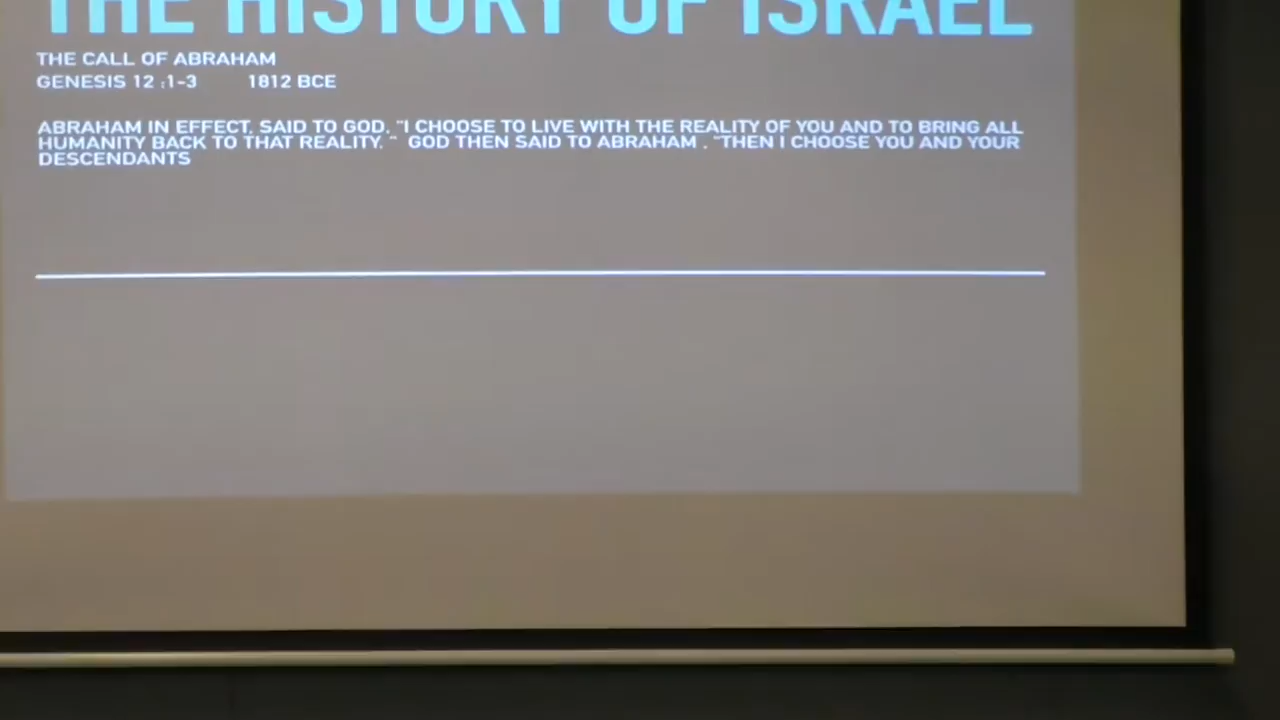 THE HISTORY OF ISRAEL
THE CALL OF ABRAHAM
GENESIS 12 :1-3 1812 BCE
ABRAHAM IN EFFECT, SAID TO GOD, "I CHOOSE TO LIVE WITH THE REALITY OF YOU AND TO BRING ALL
HUMANITY BACK TO THAT REALITY. " GOD THEN SAID TO ABRAHAM , "THEN I CHOOSE YOU AND YOUR
DESCENDANTS